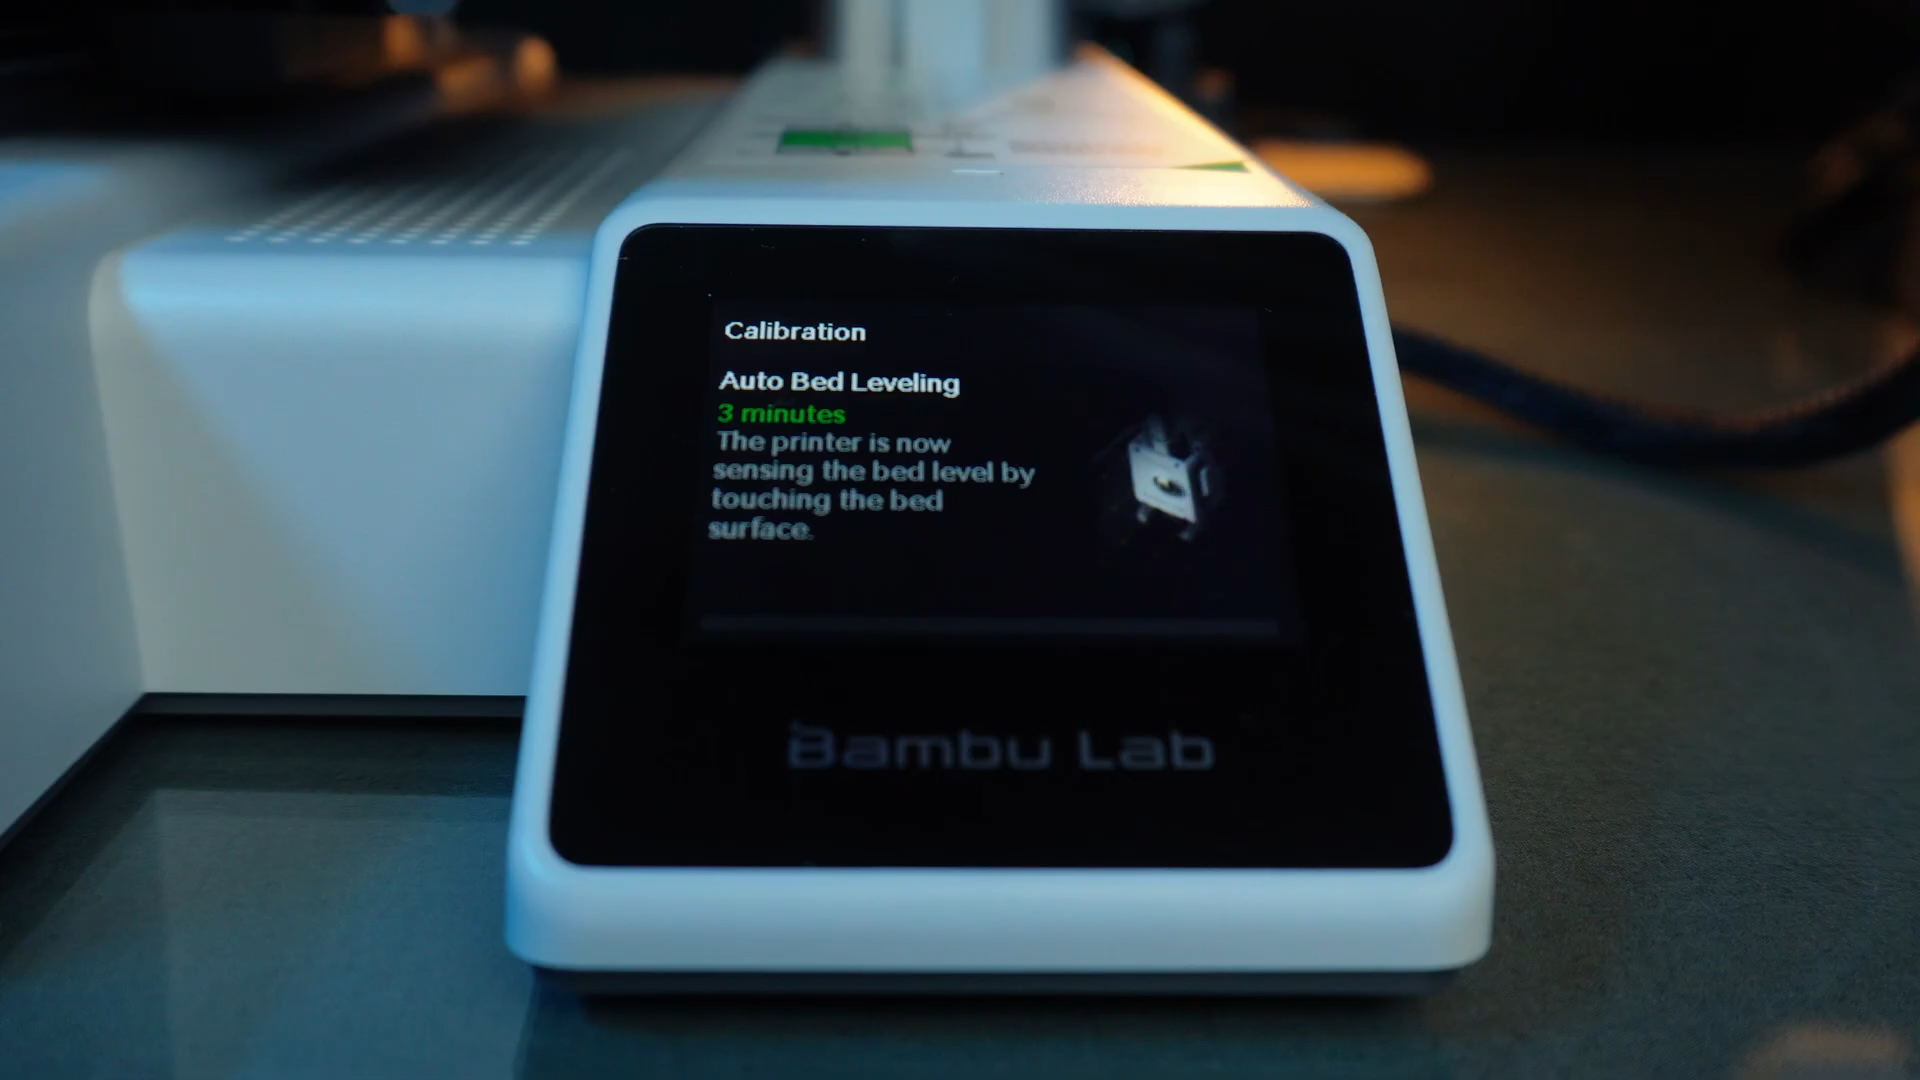 Calibration
Auto Bed Leveling
3 minutes
The printer is now
sensing the bed level by
touching the bed
surface.
Bambu Lab